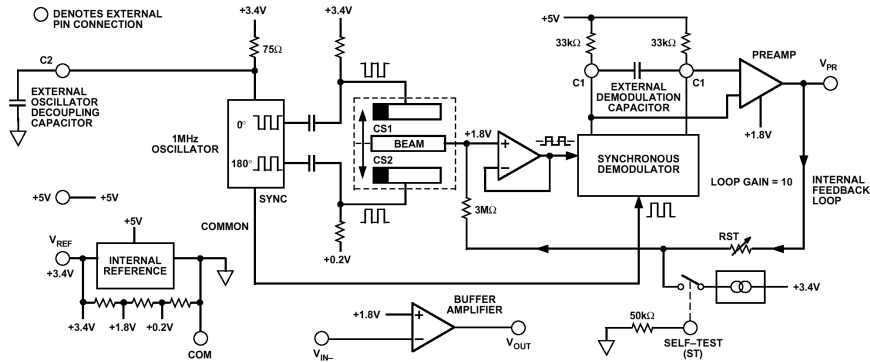 DENOTES EXTERNAL
PIN CONNECTION
+3.4V
75Ω
C2
EXTERNAL
OSCILLATOR
DECOUPLING
CAPACITOR
0°
180°
1MHz
OSCILLATOR
SYNC
+3.4V
CS1
BEAM
CS2
+0.2V
+1.8V
3MΩ
+5V
33kΩ
33kΩ
C1
C1
EXTERNAL
DEMODULATION
CAPACITOR
PREAMP
V_PR
+1.8V
SYNCHRONOUS
DEMODULATOR
LOOP GAIN = 10
INTERNAL
FEEDBACK
LOOP
RST
+3.4V
50kΩ
SELF–TEST
(ST)
+5V
+5V
COMMON
V_REF
+3.4V
+5V
INTERNAL
REFERENCE
+3.4V
+1.8V
+0.2V
COM
BUFFER
AMPLIFIER
+1.8V
V_IN–
V_OUT